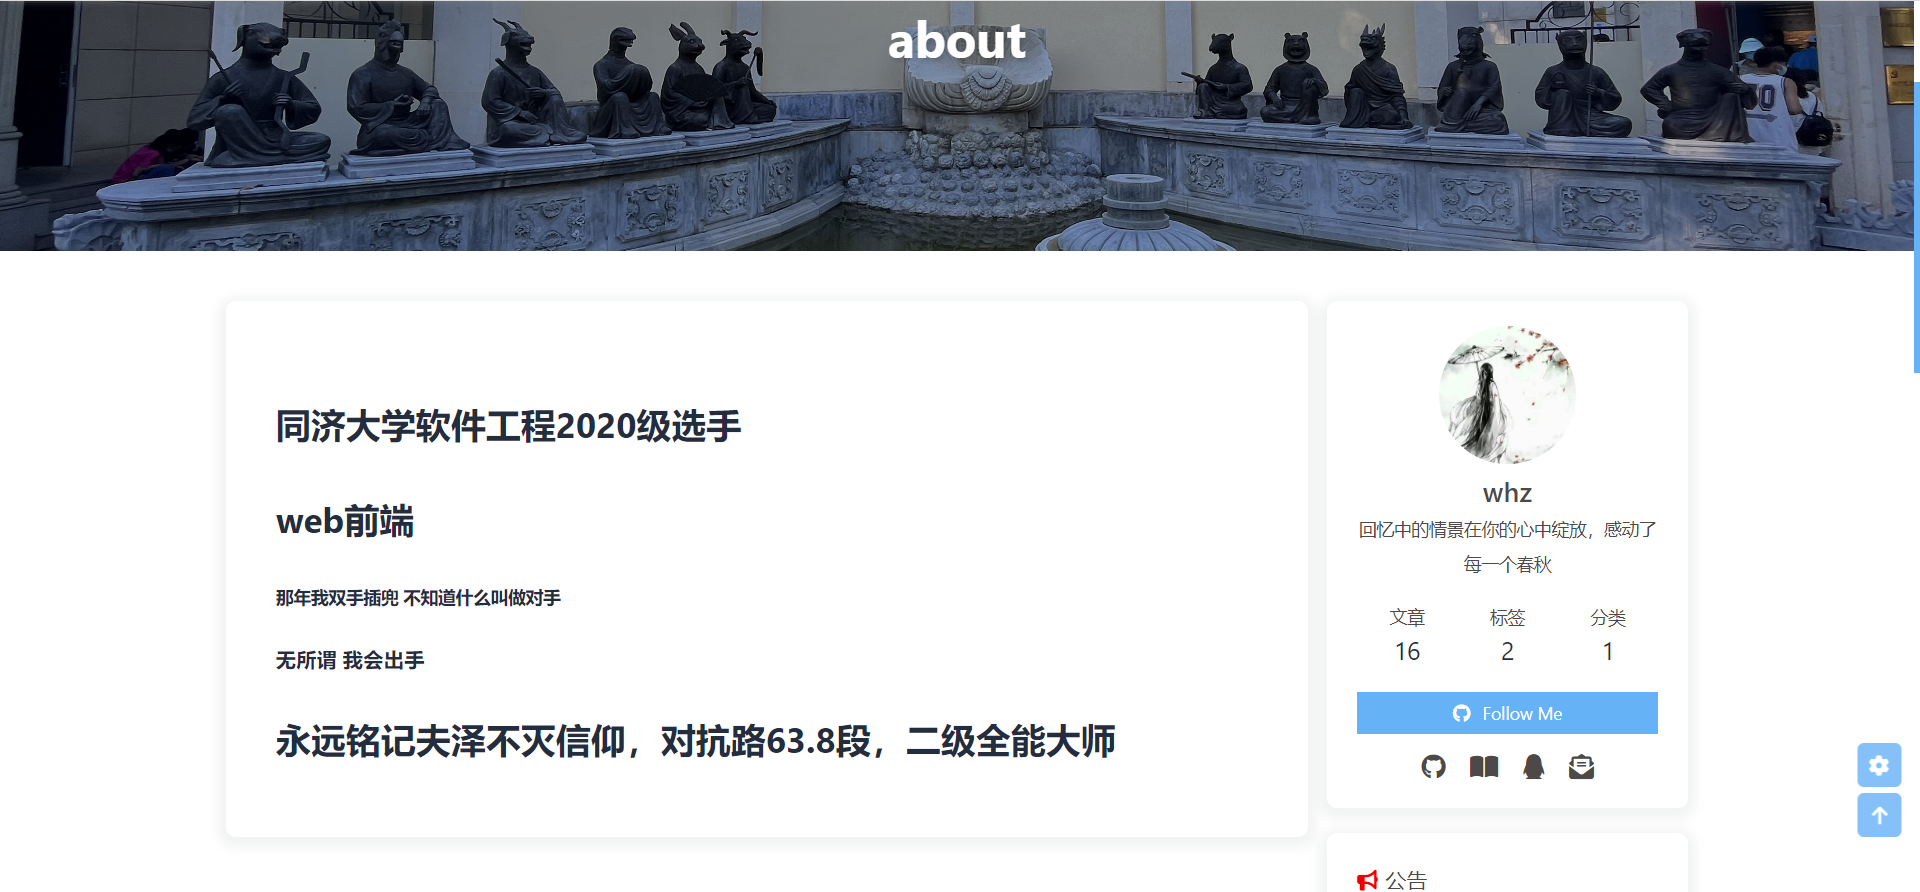 about
10
同济大学软件工程2020级选手
web前端
那年我双手插兜 不知道什么叫做对手
无所谓 我会出手
永远铭记夫泽不灭信仰，对抗路63.8段，二级全能大师
whz
回忆中的情景在你的心中绽放，感动了
每一个春秋
文章 标签 分类
16 2 1
Follow Me
公告